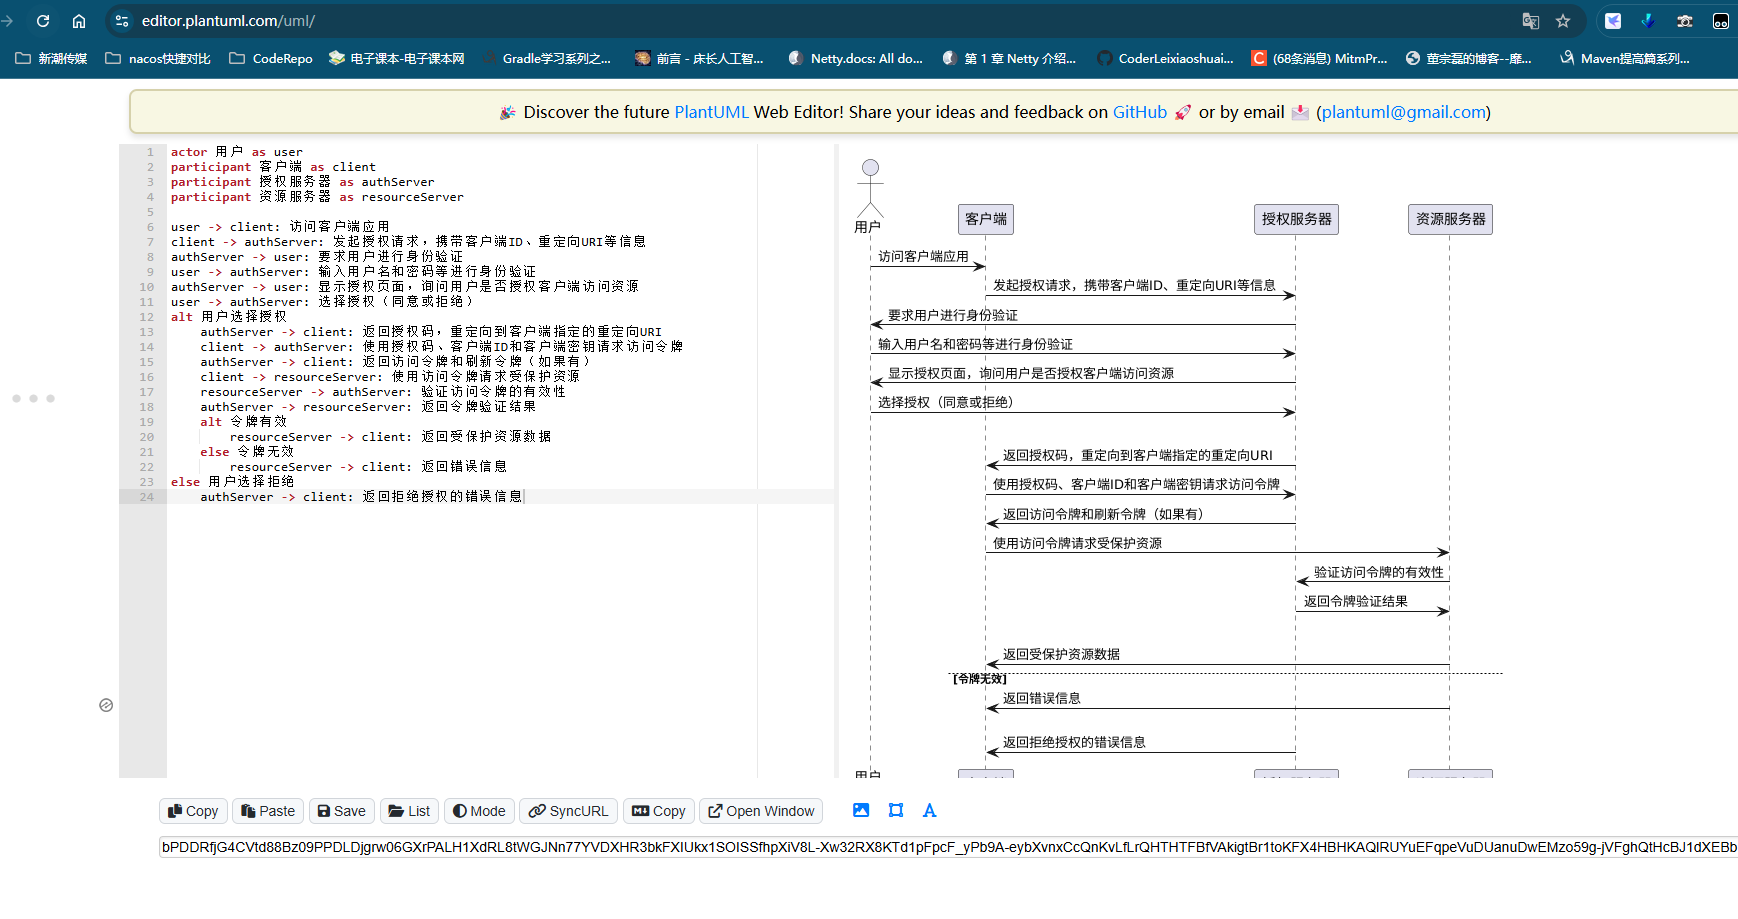 editor.plantuml.com/uml/
新潮传媒
nacos快捷对比
CodeRepo
电子课本-电子课本网
Gradle学习系列之...
前言 - 床长人工智...
Netty.docs: All do...
第 1 章 Netty 介绍...
CoderLeixiaoshuai...
(68条消息) MitmPr...
董宗磊的博客--靡...
Maven提高篇系列...
Discover the future PlantUML Web Editor! Share your ideas and feedback on GitHub 🚀 or by email 📩 (plantuml@gmail.com)
1 actor 用户 as user
2 participant 客户端 as client
3 participant 授权服务器 as authServer
4 participant 资源服务器 as resourceServer
5
6 user -> client: 访问客户端应用
7 client -> authServer: 发起授权请求，携带客户端ID、重定向URI等信息
8 authServer -> user: 要求用户进行身份验证
9 user -> authServer: 输入用户名和密码等进行身份验证
10 authServer -> user: 显示授权页面，询问用户是否授权客户端访问资源
11 user -> authServer: 选择授权（同意或拒绝）
12 alt 用户选择授权
13 authServer -> client: 返回授权码，重定向到客户端指定的重定向URI
14 client -> authServer: 使用授权码、客户端ID和客户端密钥请求访问令牌
15 authServer -> client: 返回访问令牌和刷新令牌（如果有）
16 client -> resourceServer: 使用访问令牌请求受保护资源
17 resourceServer -> authServer: 验证访问令牌的有效性
18 authServer -> resourceServer: 返回令牌验证结果
19 alt 令牌有效
20 resourceServer -> client: 返回受保护资源数据
21 else 令牌无效
22 resourceServer -> client: 返回错误信息
23 else 用户选择拒绝
24 authServer -> client: 返回拒绝授权的错误信息
用户
客户端
授权服务器
资源服务器
访问客户端应用
发起授权请求，携带客户端ID、重定向URI等信息
要求用户进行身份验证
输入用户名和密码等进行身份验证
显示授权页面，询问用户是否授权客户端访问资源
选择授权（同意或拒绝）
返回授权码，重定向到客户端指定的重定向URI
使用授权码、客户端ID和客户端密钥请求访问令牌
返回访问令牌和刷新令牌（如果有）
使用访问令牌请求受保护资源
验证访问令牌的有效性
返回令牌验证结果
返回受保护资源数据
[令牌无效]
返回错误信息
返回拒绝授权的错误信息
用户
Copy
Paste
Save
List
Mode
SyncURL
Copy
Open Window